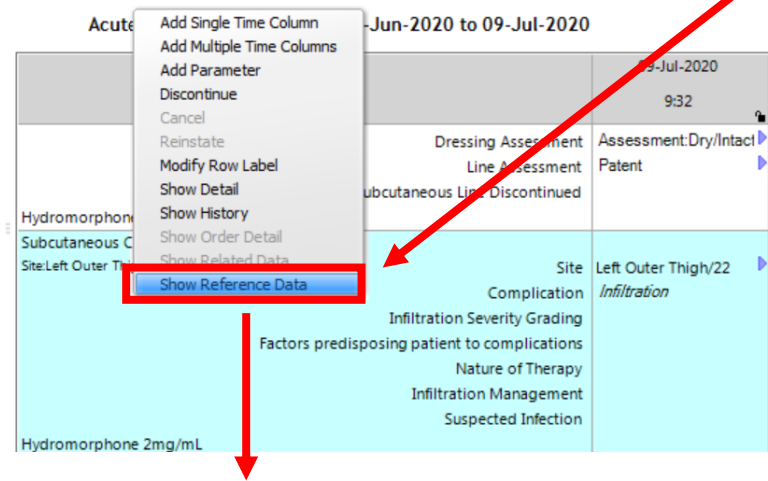 Acute
-Jun-2020 to 09-Jul-2020
Add Single Time Column
Add Multiple Time Columns
Add Parameter
Discontinue
Cancel
Reinstate
Modify Row Label
Show Detail
Show History
Show Order Detail
Show Related Data
Show Reference Data
-Jul-2020
9:32
Dressing Assessment
Assessment:Dry/Intact
Line Assessment
Patent
ubcutaneous Line Discontinued
Hydromorphone
Subcutaneous C
Site:Left Outer Thi
Site
Left Outer Thigh/22
Complication
Infiltration
Infiltration Severity Grading
Factors predisposing patient to complications
Nature of Therapy
Infiltration Management
Suspected Infection
Hydromorphone 2mg/mL